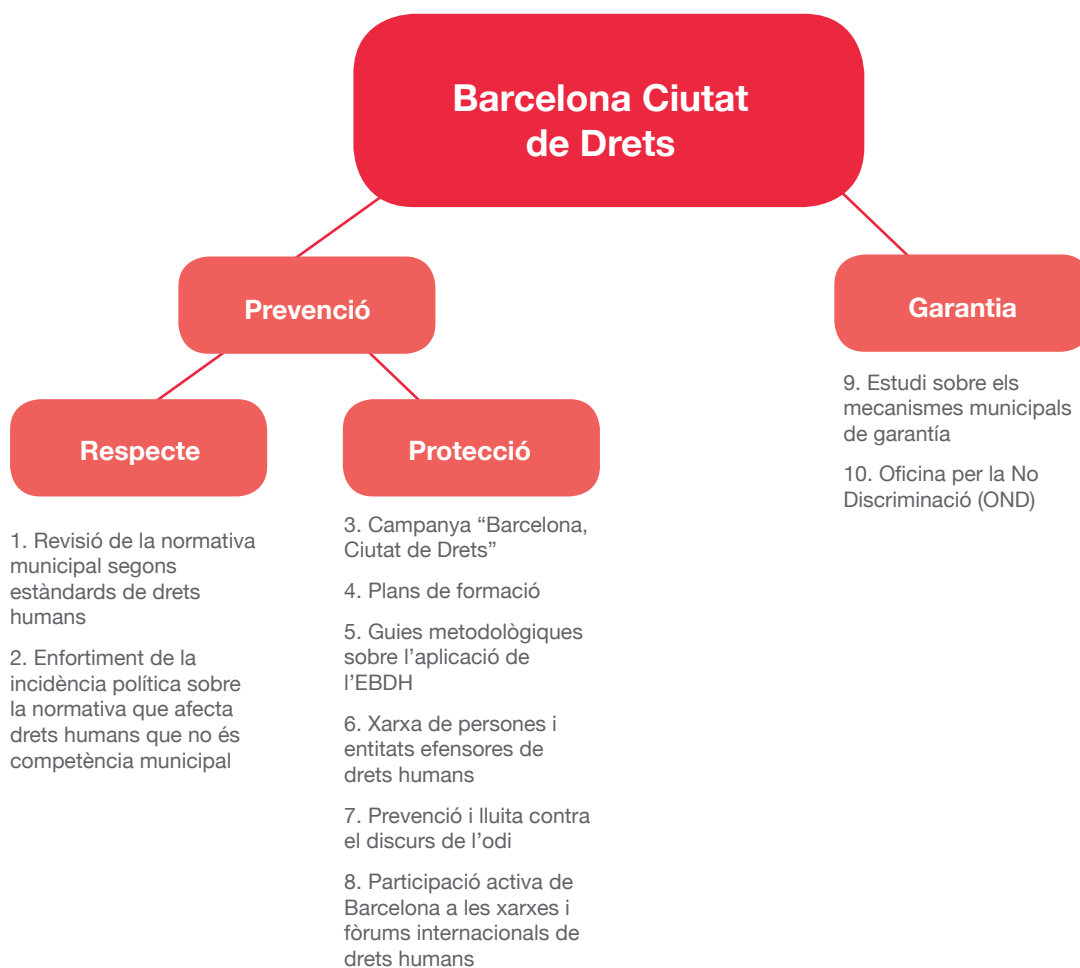 Barcelona Ciutat
de Drets
Prevenció
Garantia
Respecte
Protecció
1. Revisió de la normativa
municipal segons
estàndards de drets
humans
2. Enfortiment de la
incidència política sobre
la normativa que afecta
drets humans que no és
competència municipal
3. Campanya “Barcelona,
Ciutat de Drets”
4. Plans de formació
5. Guies metodològiques
sobre l’aplicació de
l’EBDH
6. Xarxa de persones i
entitats efensores de
drets humans
7. Prevenció i lluita contra
el discurs de l’odi
8. Participació activa de
Barcelona a les xarxes i
fòrums internacionals de
drets humans
9. Estudi sobre els
mecanismes municipals
de garantía
10. Oficina per la No
Discriminació (OND)